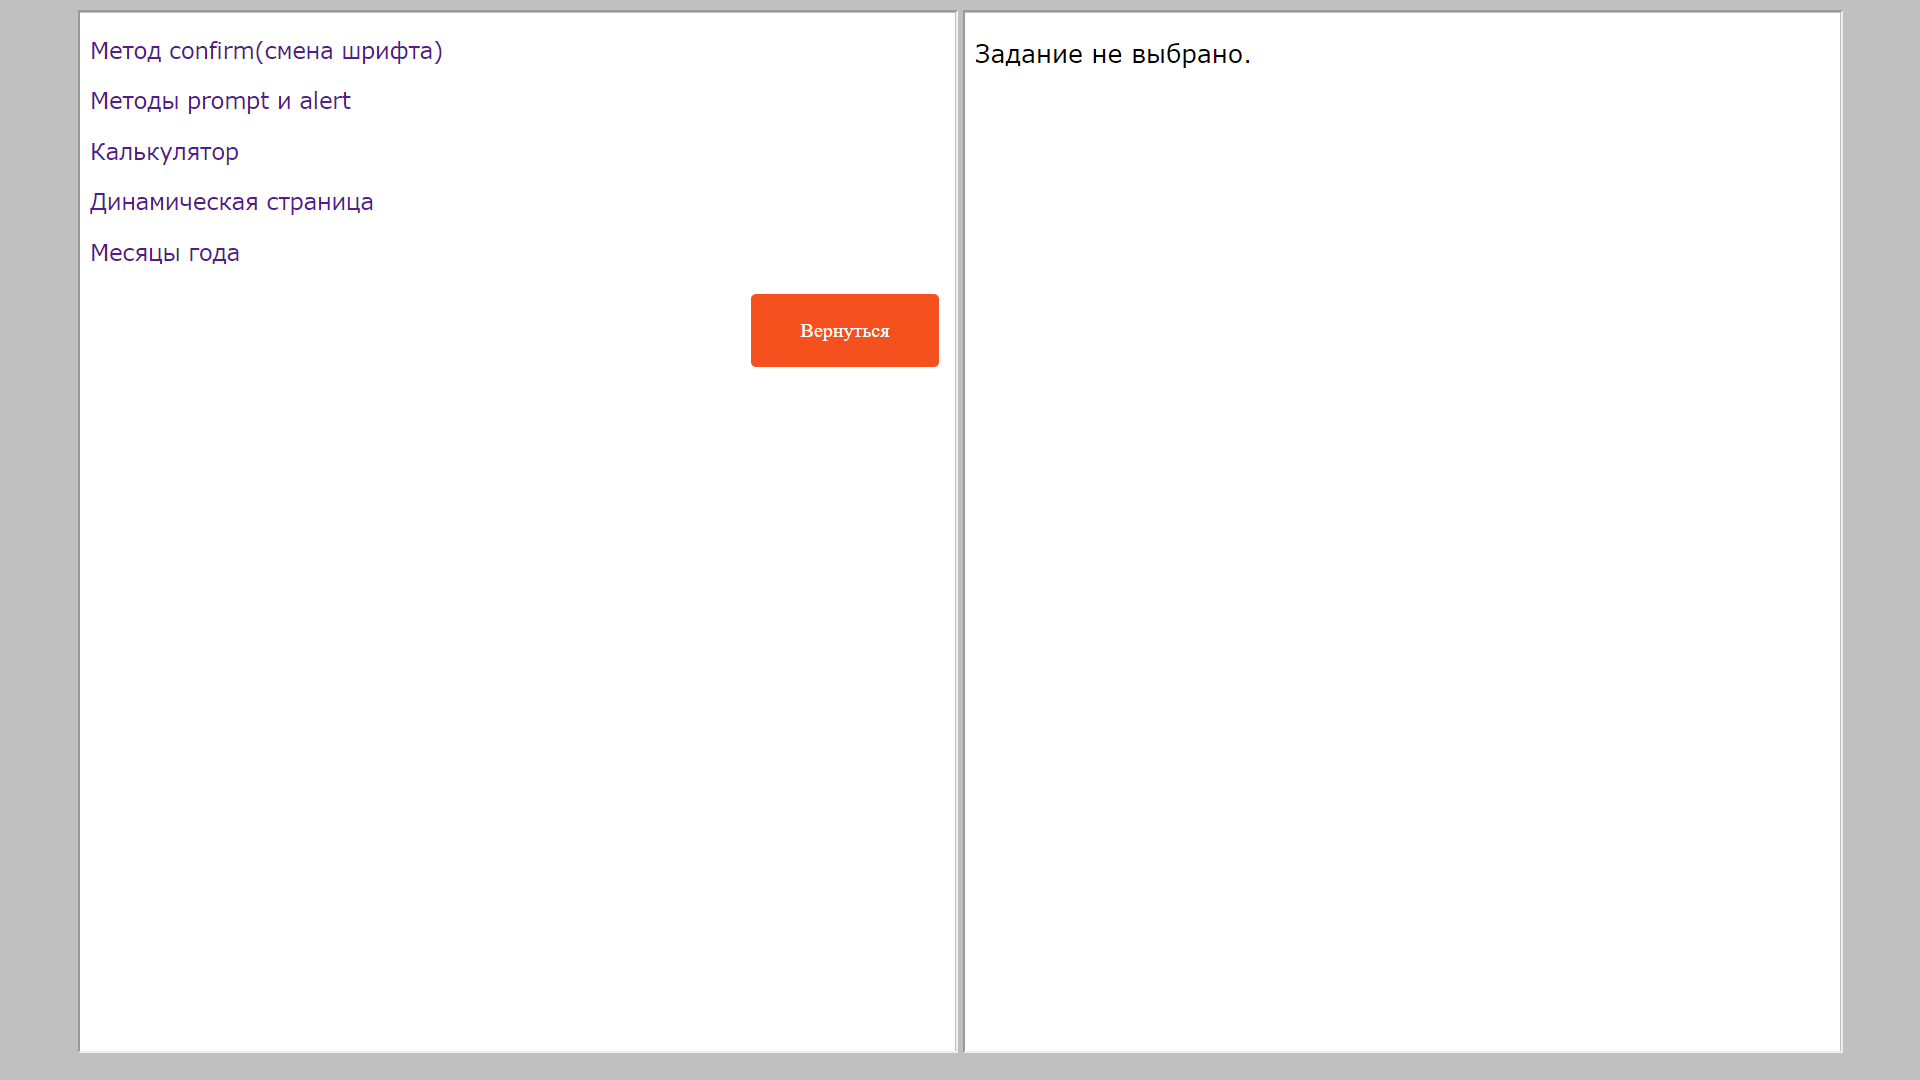 Метод confirm(смена шрифта)
Методы prompt и alert
Калькулятор
Динамическая страница
Месяцы года
Вернуться
Задание не выбрано.